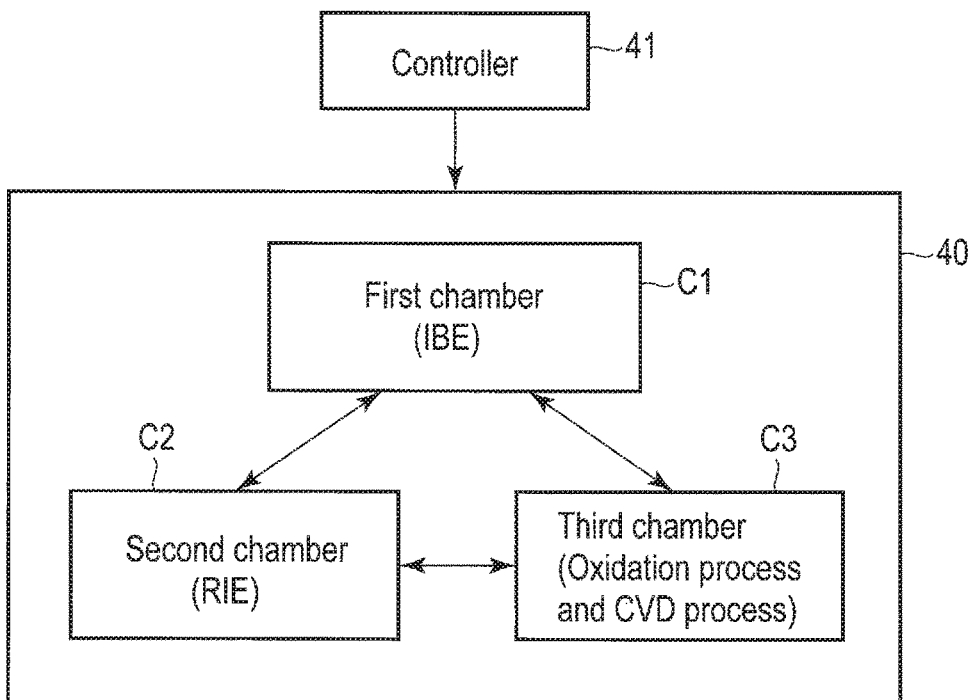 Controller
41
40
First chamber
(IBE)
C1
C2
C3
Second chamber
(RIE)
Third chamber
(Oxidation process
and CVD process)